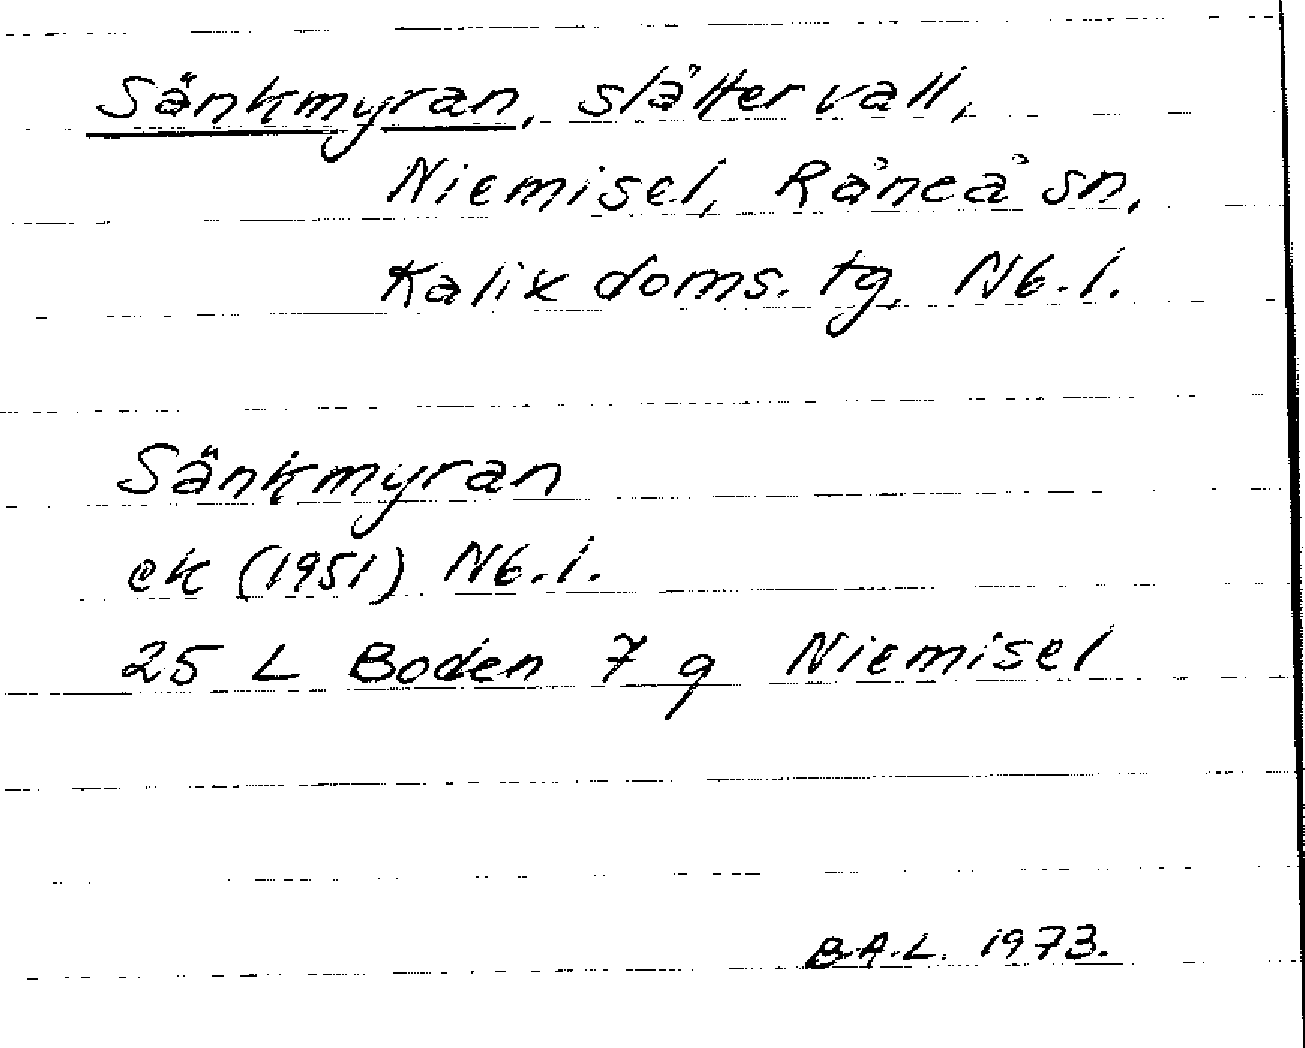 Sänkmyran, slåttervall,
Niemisel, Råneå sn,
Kalix doms. tg, Nb. l.
Sänkmyran
ek (1951) Nb. l.
25 L Boden 7 g Niemisel
B.A.L. 1973.